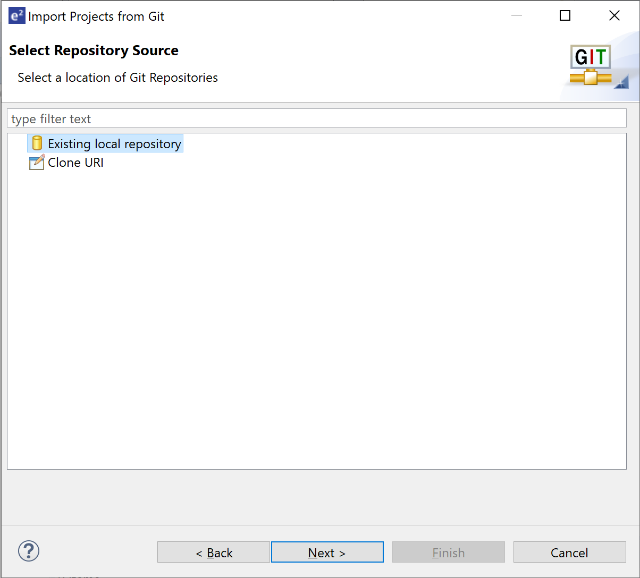 e² Import Projects from Git
Select Repository Source
Select a location of Git Repositories
GIT
type filter text
Existing local repository
Clone URI
?
< Back
Next >
Finish
Cancel